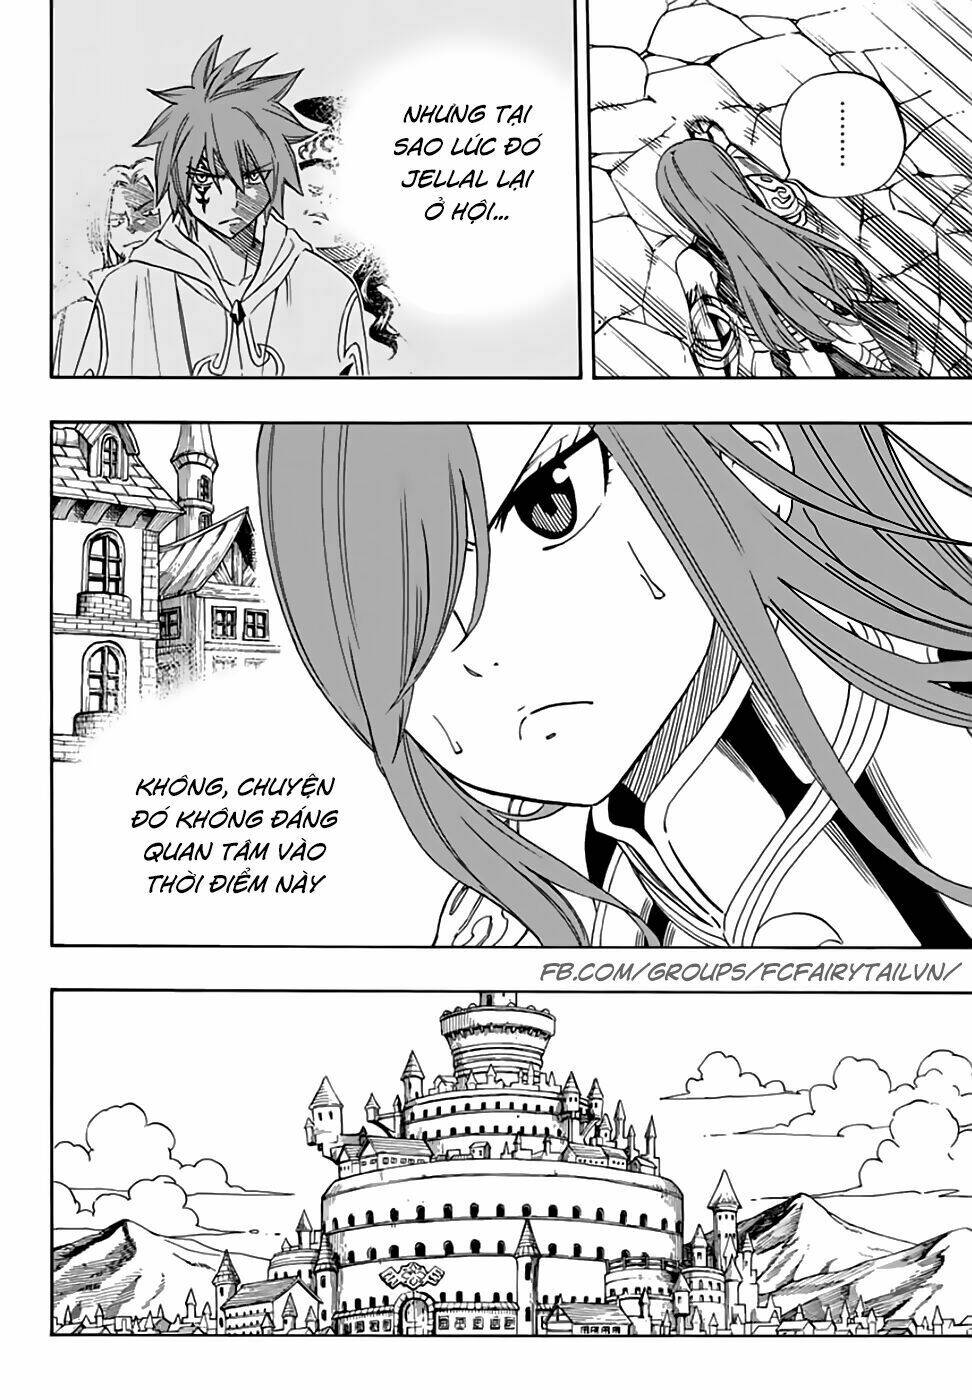 NHƯNG TẠI
SAO LÚC ĐÓ
JELLAL LẠI
Ở HỘI...
.........
KHÔNG, CHUYỆN
ĐÓ KHÔNG ĐÁNG
QUAN TÂM VÀO
THỜI ĐIỂM NÀY
FB.COM/GROUPS/FCFAIRYTAILVN/